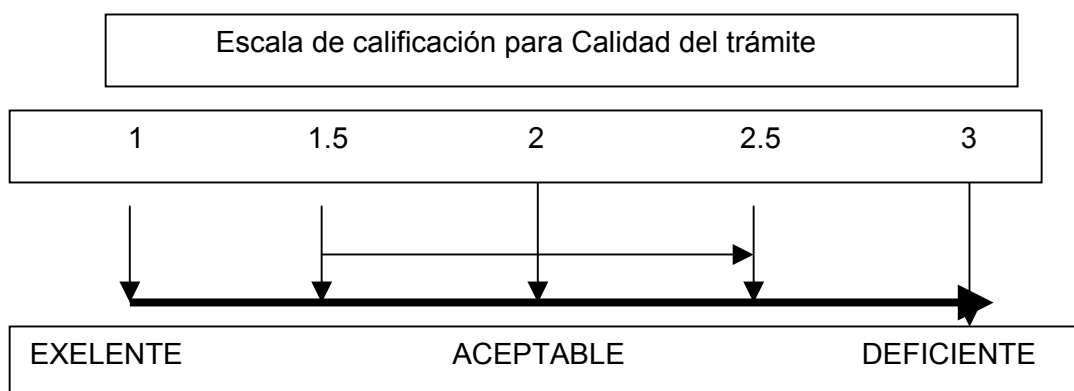 Escala de calificación para Calidad del trámite
1 1.5 2 2.5 3
EXELENTE ACEPTABLE DEFICIENTE